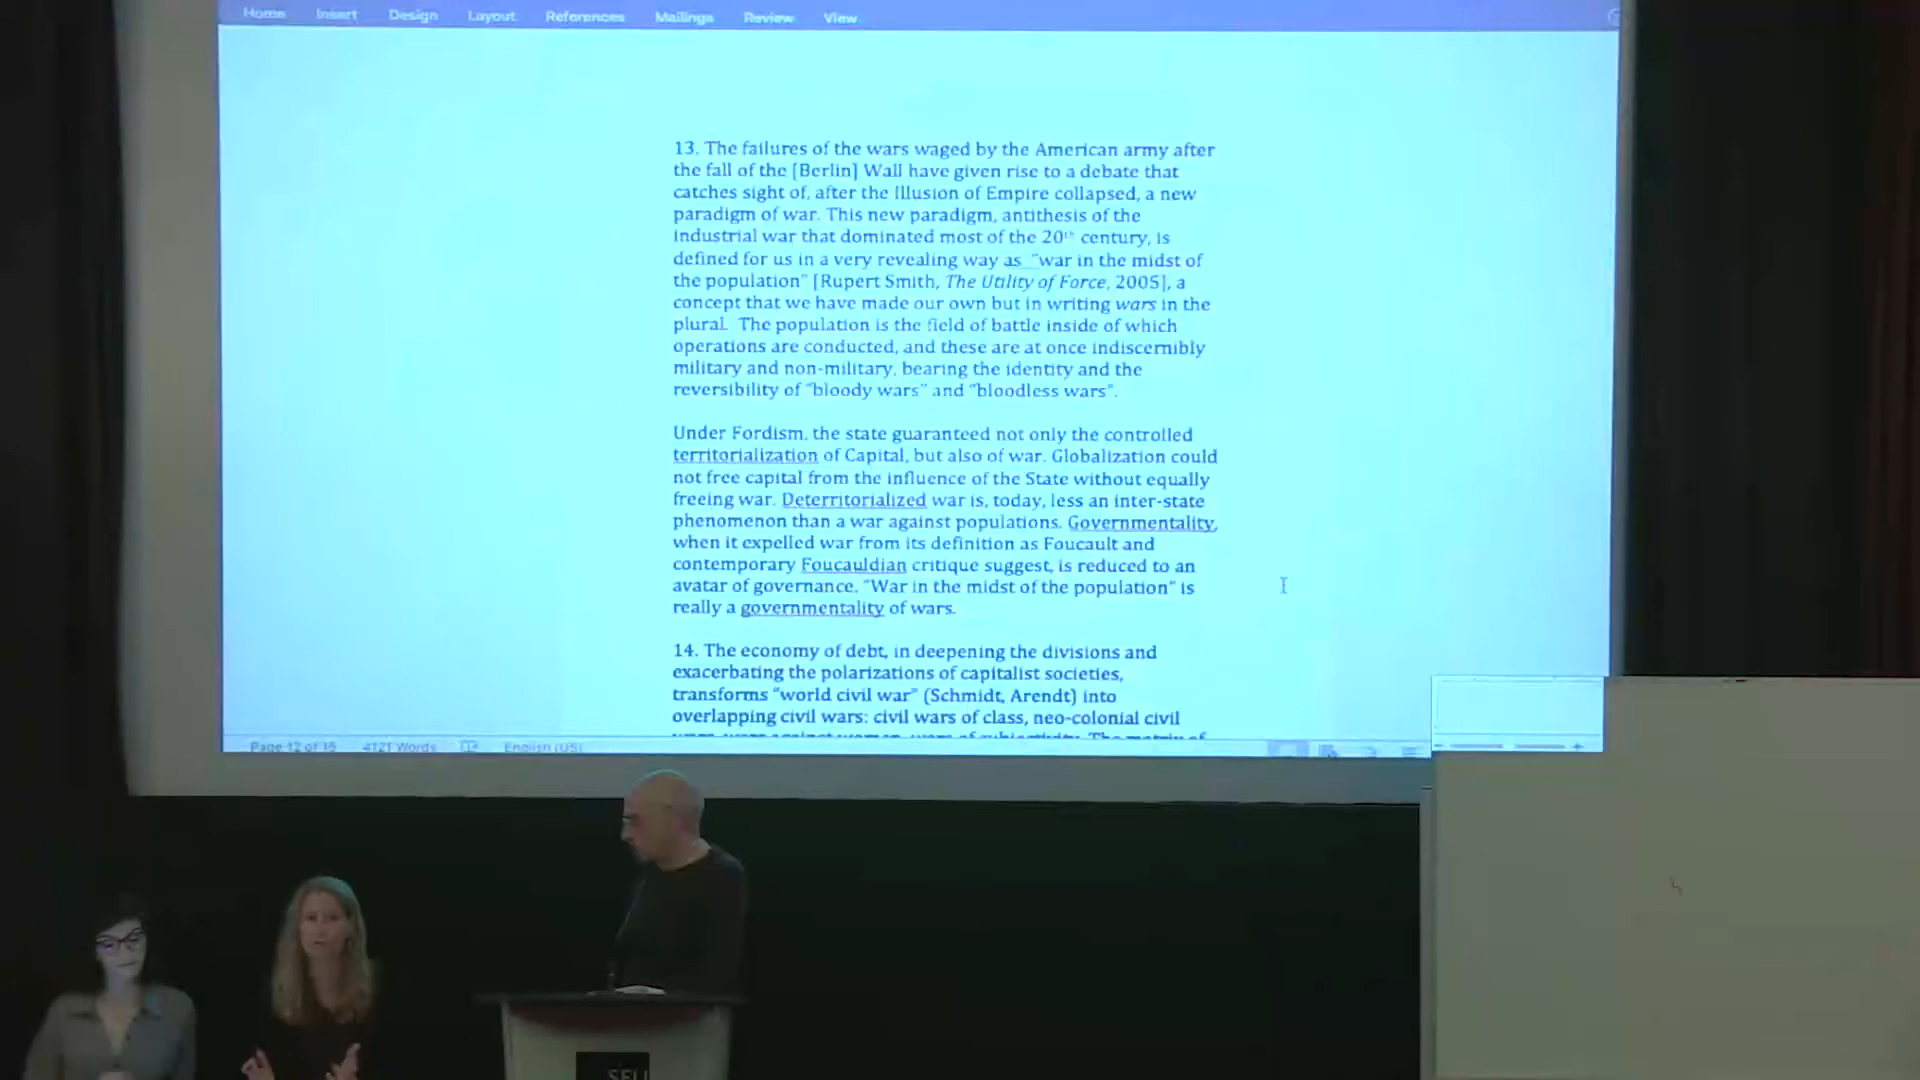 Home Insert Design Layout References Mailings Review View
13. The failures of the wars waged by the American army after
the fall of the [Berlin] Wall have given rise to a debate that
catches sight of, after the Illusion of Empire collapsed, a new
paradigm of war. This new paradigm, antithesis of the
industrial war that dominated most of the 20th century, is
defined for us in a very revealing way as "war in the midst of
the population" [Rupert Smith, The Utility of Force, 2005], a
concept that we have made our own but in writing wars in the
plural. The population is the field of battle inside of which
operations are conducted, and these are at once indiscernibly
military and non-military, bearing the identity and the
reversibility of "bloody wars" and "bloodless wars".
Under Fordism, the state guaranteed not only the controlled
territorialization of Capital, but also of war. Globalization could
not free capital from the influence of the State without equally
freeing war. Deterritorialized war is, today, less an inter-state
phenomenon than a war against populations. Governmentality,
when it expelled war from its definition as Foucault and
contemporary Foucauldian critique suggest, is reduced to an
avatar of governance. "War in the midst of the population" is
really a governmentality of wars.
14. The economy of debt, in deepening the divisions and
exacerbating the polarizations of capitalist societies,
transforms "world civil war" (Schmidt, Arendt) into
overlapping civil wars: civil wars of class, neo-colonial civil
wars, wars against women, wars of subjectivity. The matrix of
Page 12 of 15 4121 Words English (US)
SFU